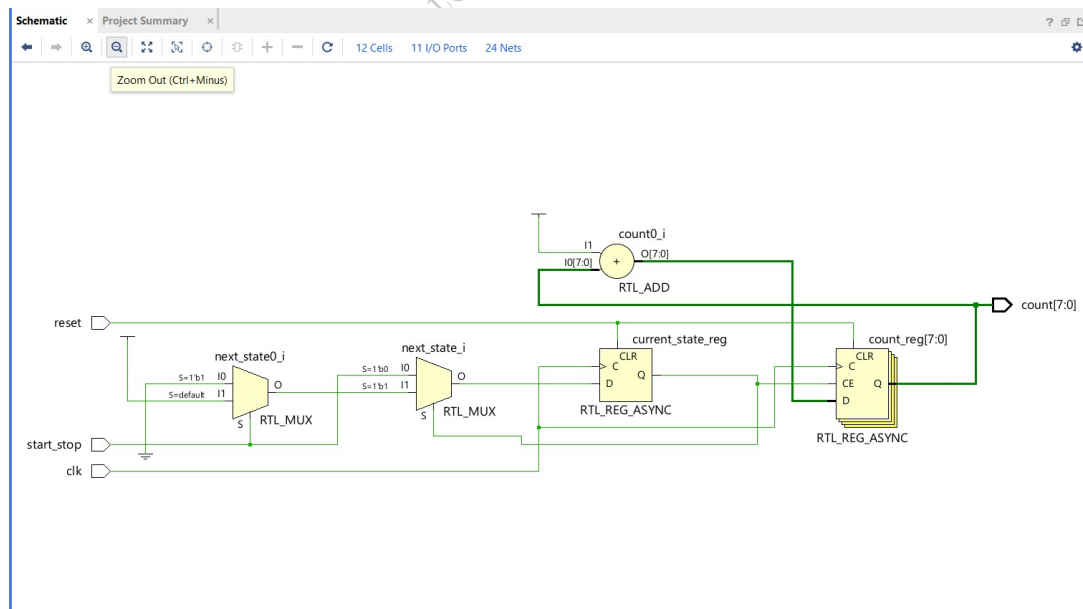 Schematic × Project Summary × ?
12 Cells 11 I/O Ports 24 Nets
Zoom Out (Ctrl+Minus)
count0_i
I1
I0[7:0] + O[7:0]
RTL_ADD
count[7:0]
reset
current_state_reg
count_reg[7:0]
next_state0_i
next_state_i
CLR
CLR
S=1'b0 I0
C
C
S=1'b1 I0
O
Q
CE Q
S=1'b1 I1
D
S=default I1
O
D
S RTL_MUX
S RTL_MUX
RTL_REG_ASYNC
RTL_REG_ASYNC
start_stop
clk